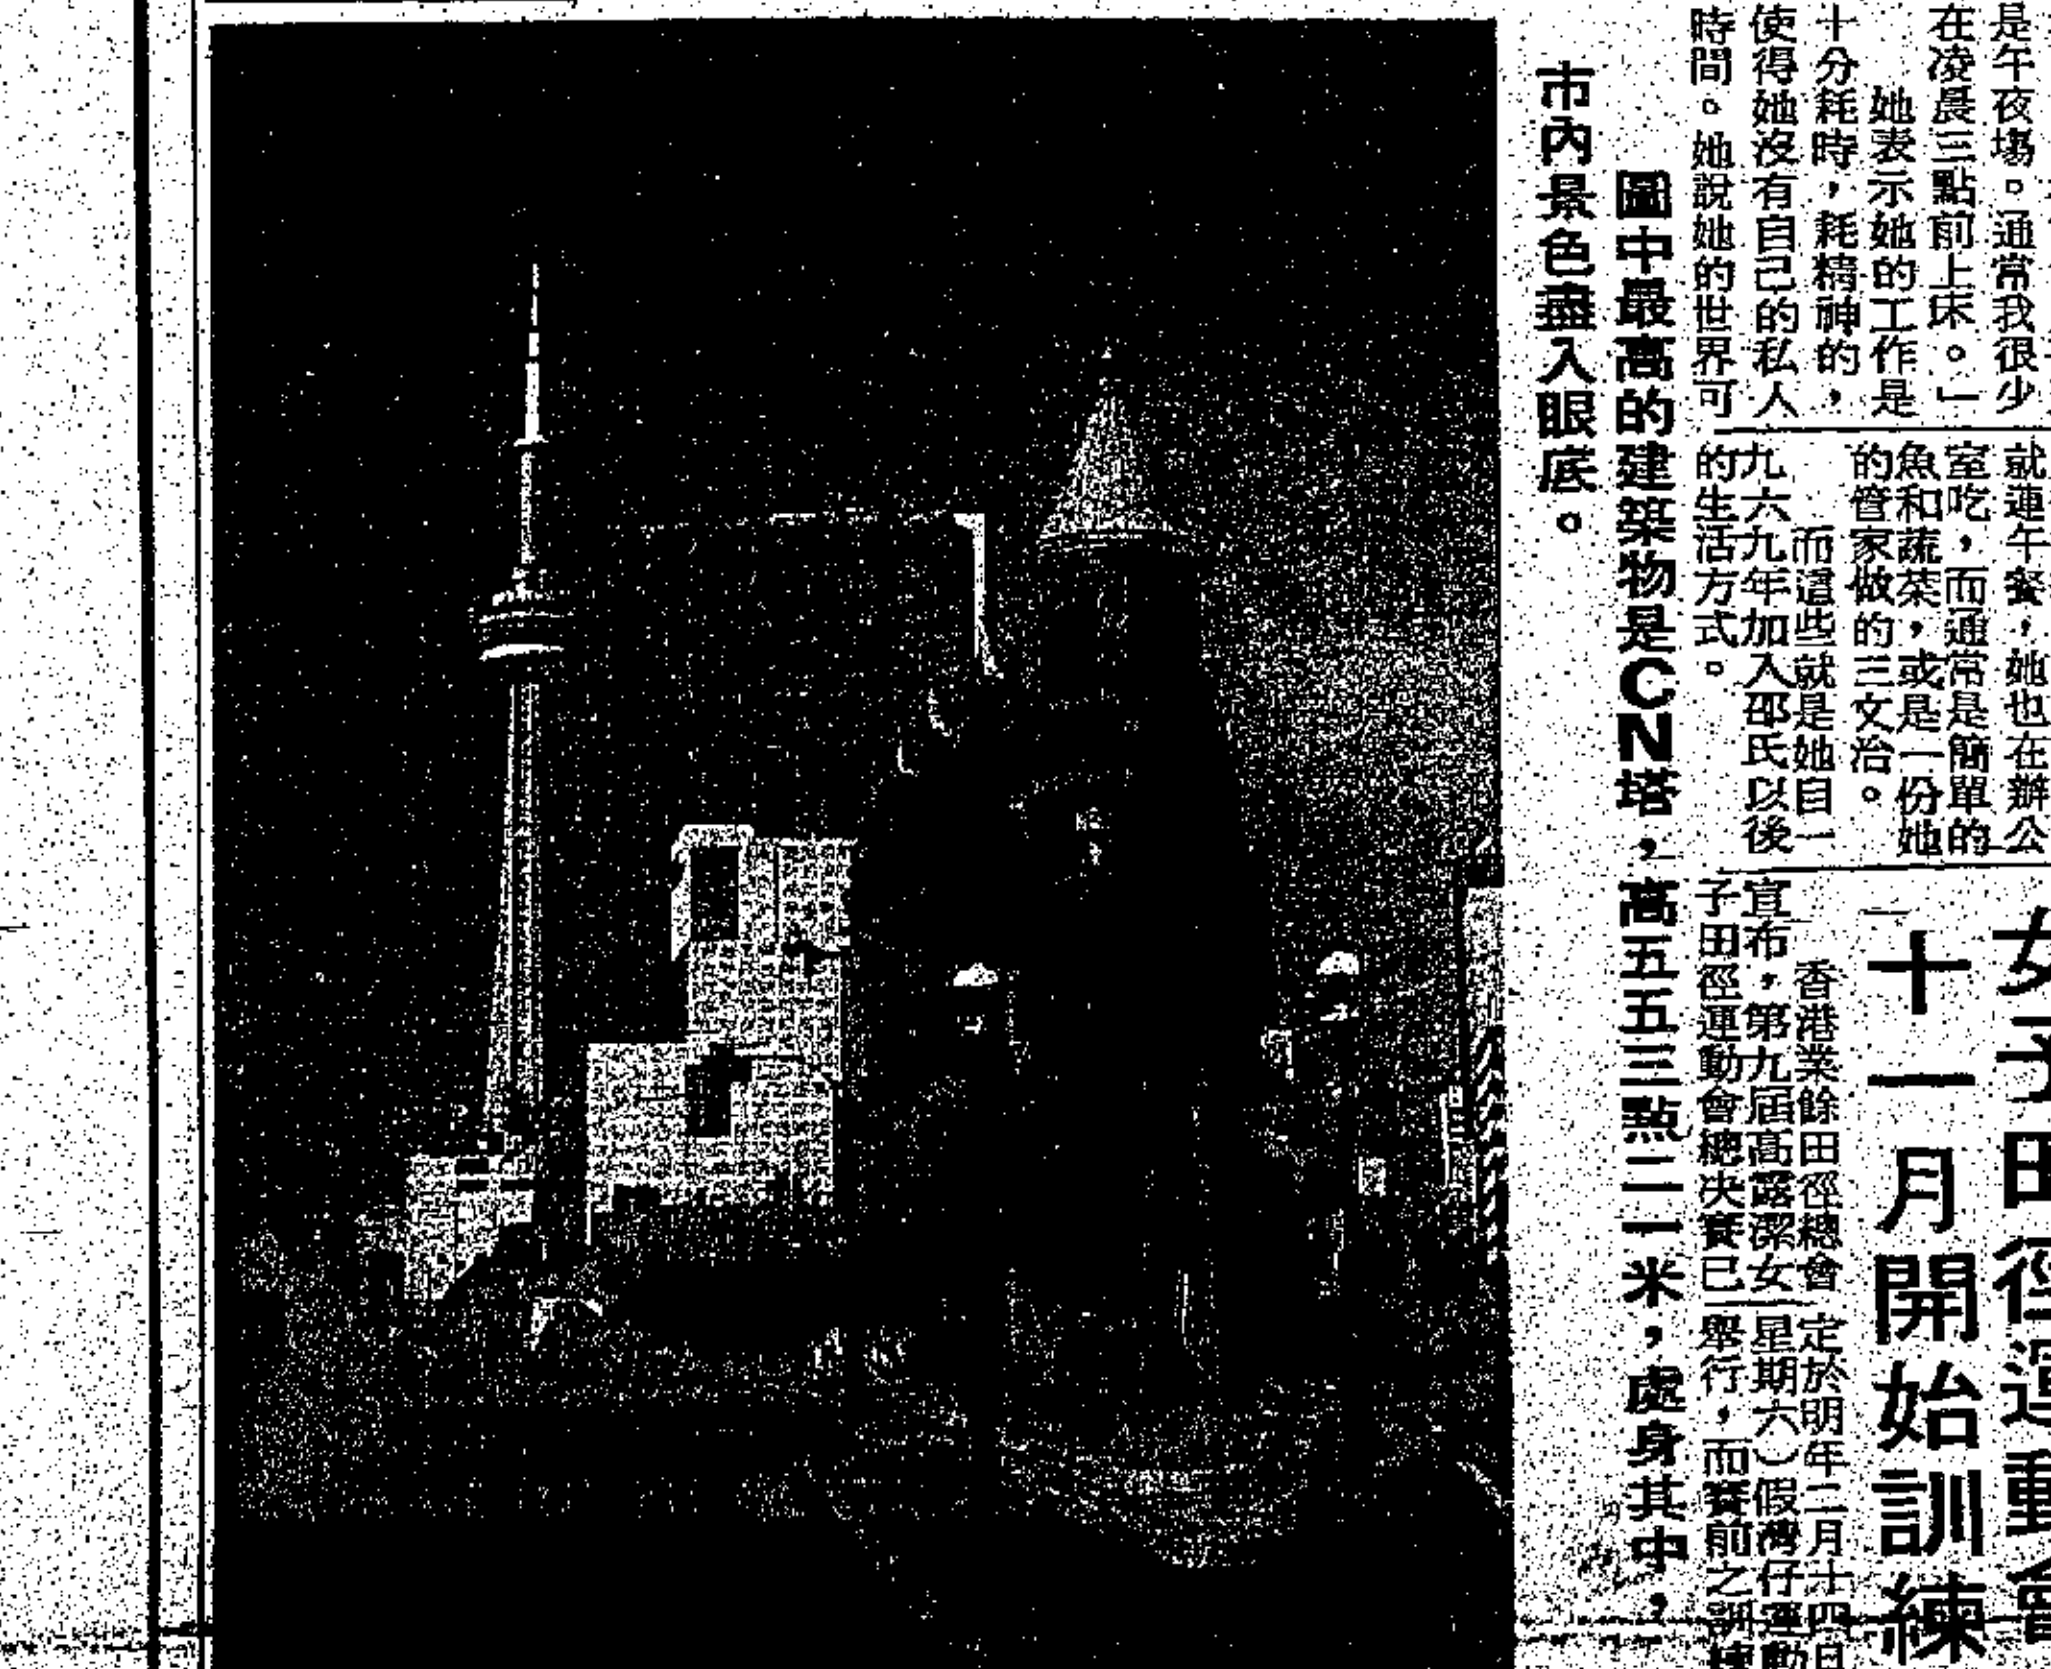 是午夜場。通常我很少
在凌晨三點前上床。」
她表示她的工作是
十分耗時，耗精神的，
使得她沒有自己的私人
時間。她說她的世界可
就連午餐，她也在辦公
室吃，而通常是簡單的
魚和蔬菜，或是一份她
的管家做的三文治。
而這些就是她自一
九六九年加入邵氏以後
的生活方式。
女子田徑運動會
十一月開始訓練
香港業餘田徑總會
宣布，第九屆高露潔女
子田徑運動會總決賽已
定於明年二月十四日
（星期六）假灣仔運動
舉行，而賽前之訓練
圖中最高的建築物是CN塔，高五五三點二一米，處身其中，
市內景色盡入眼底。